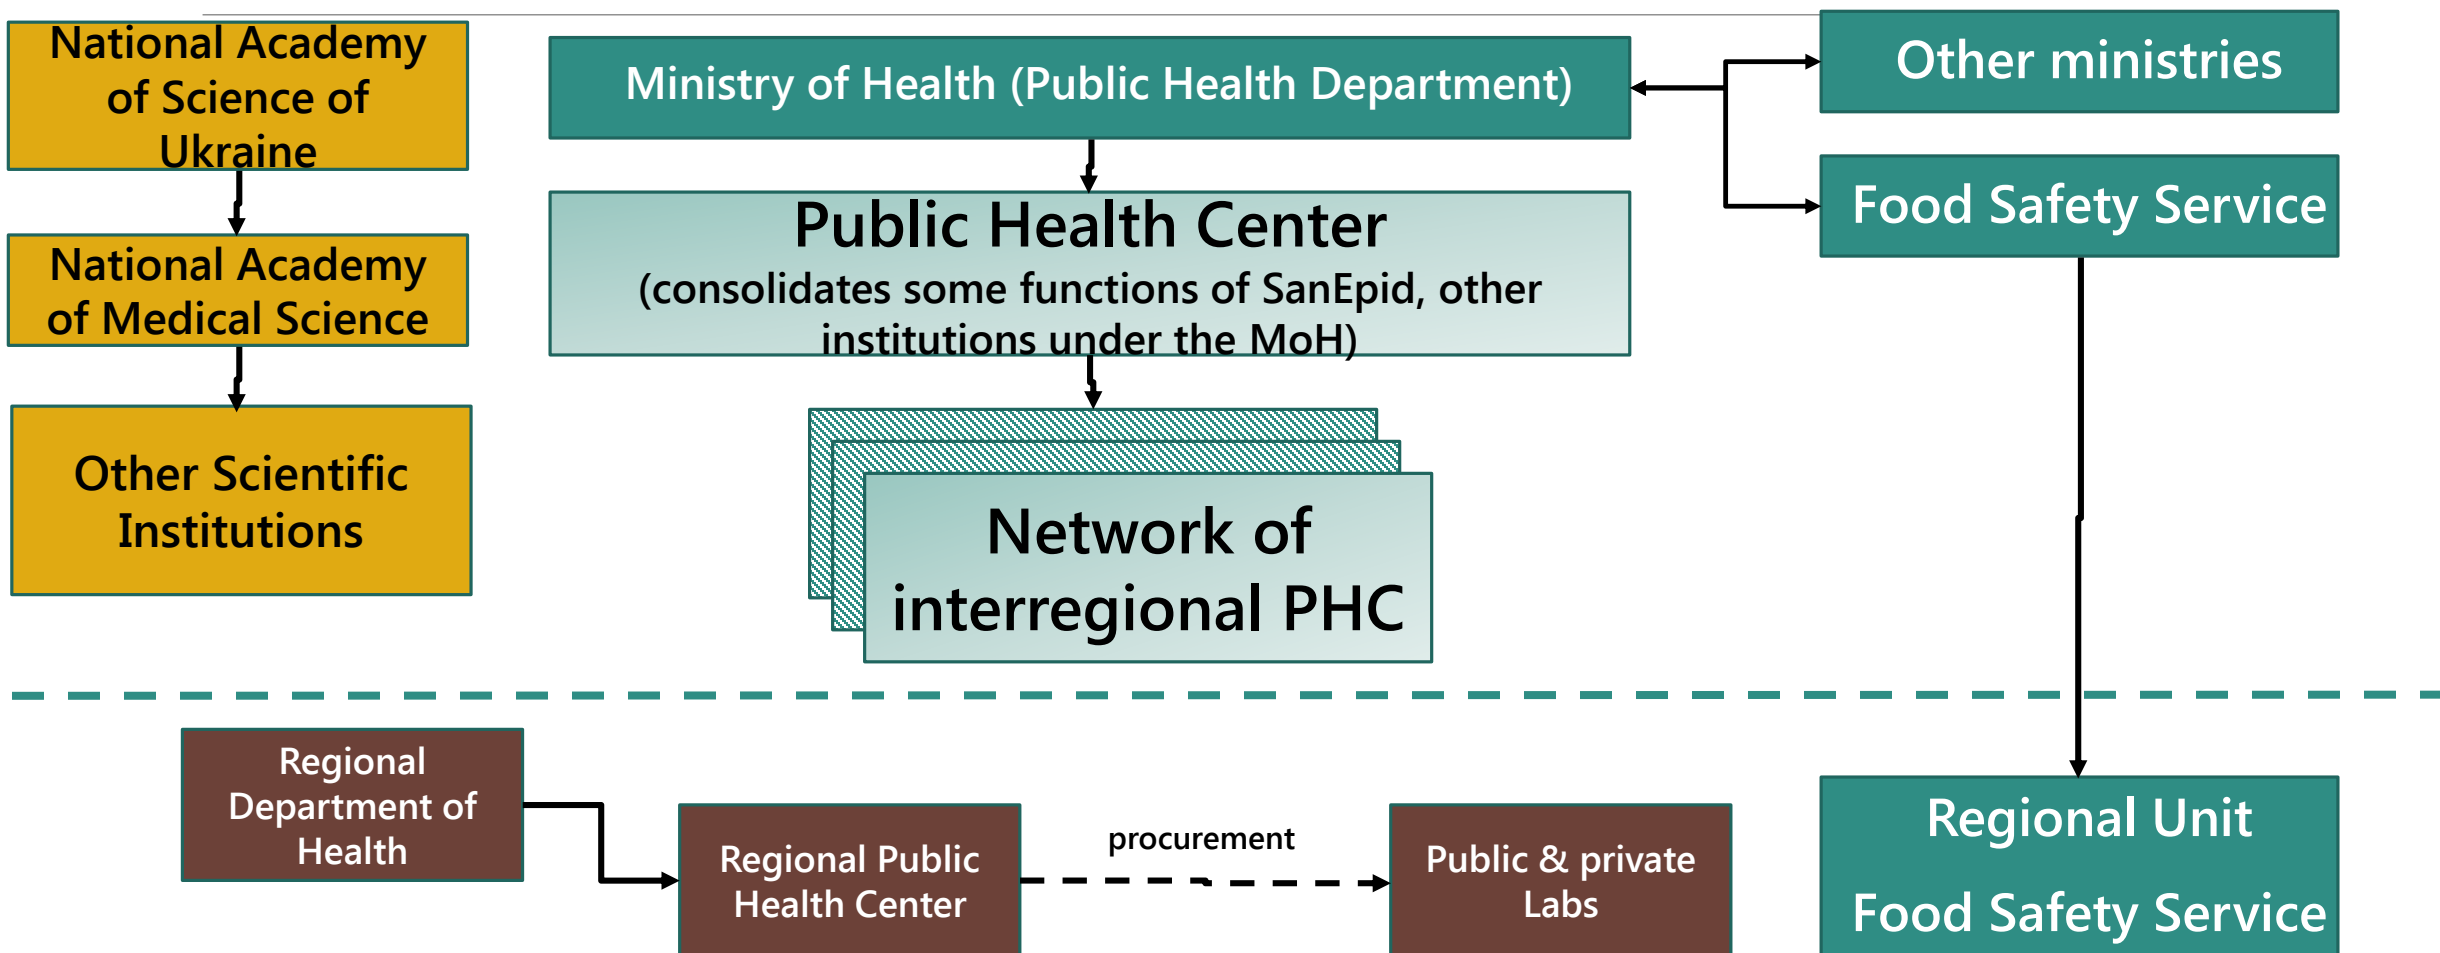 National Academy
of Science of
Ukraine
Ministry of Health (Public Health Department)
Other ministries
Food Safety Service
National Academy
of Medical Science
Public Health Center
(consolidates some functions of SanEpid, other
institutions under the MoH)
Other Scientific
Institutions
Network of
interregional PHC
Regional
Department of
Health
Regional Public
Health Center
procurement
Public & private
Labs
Regional Unit
Food Safety Service